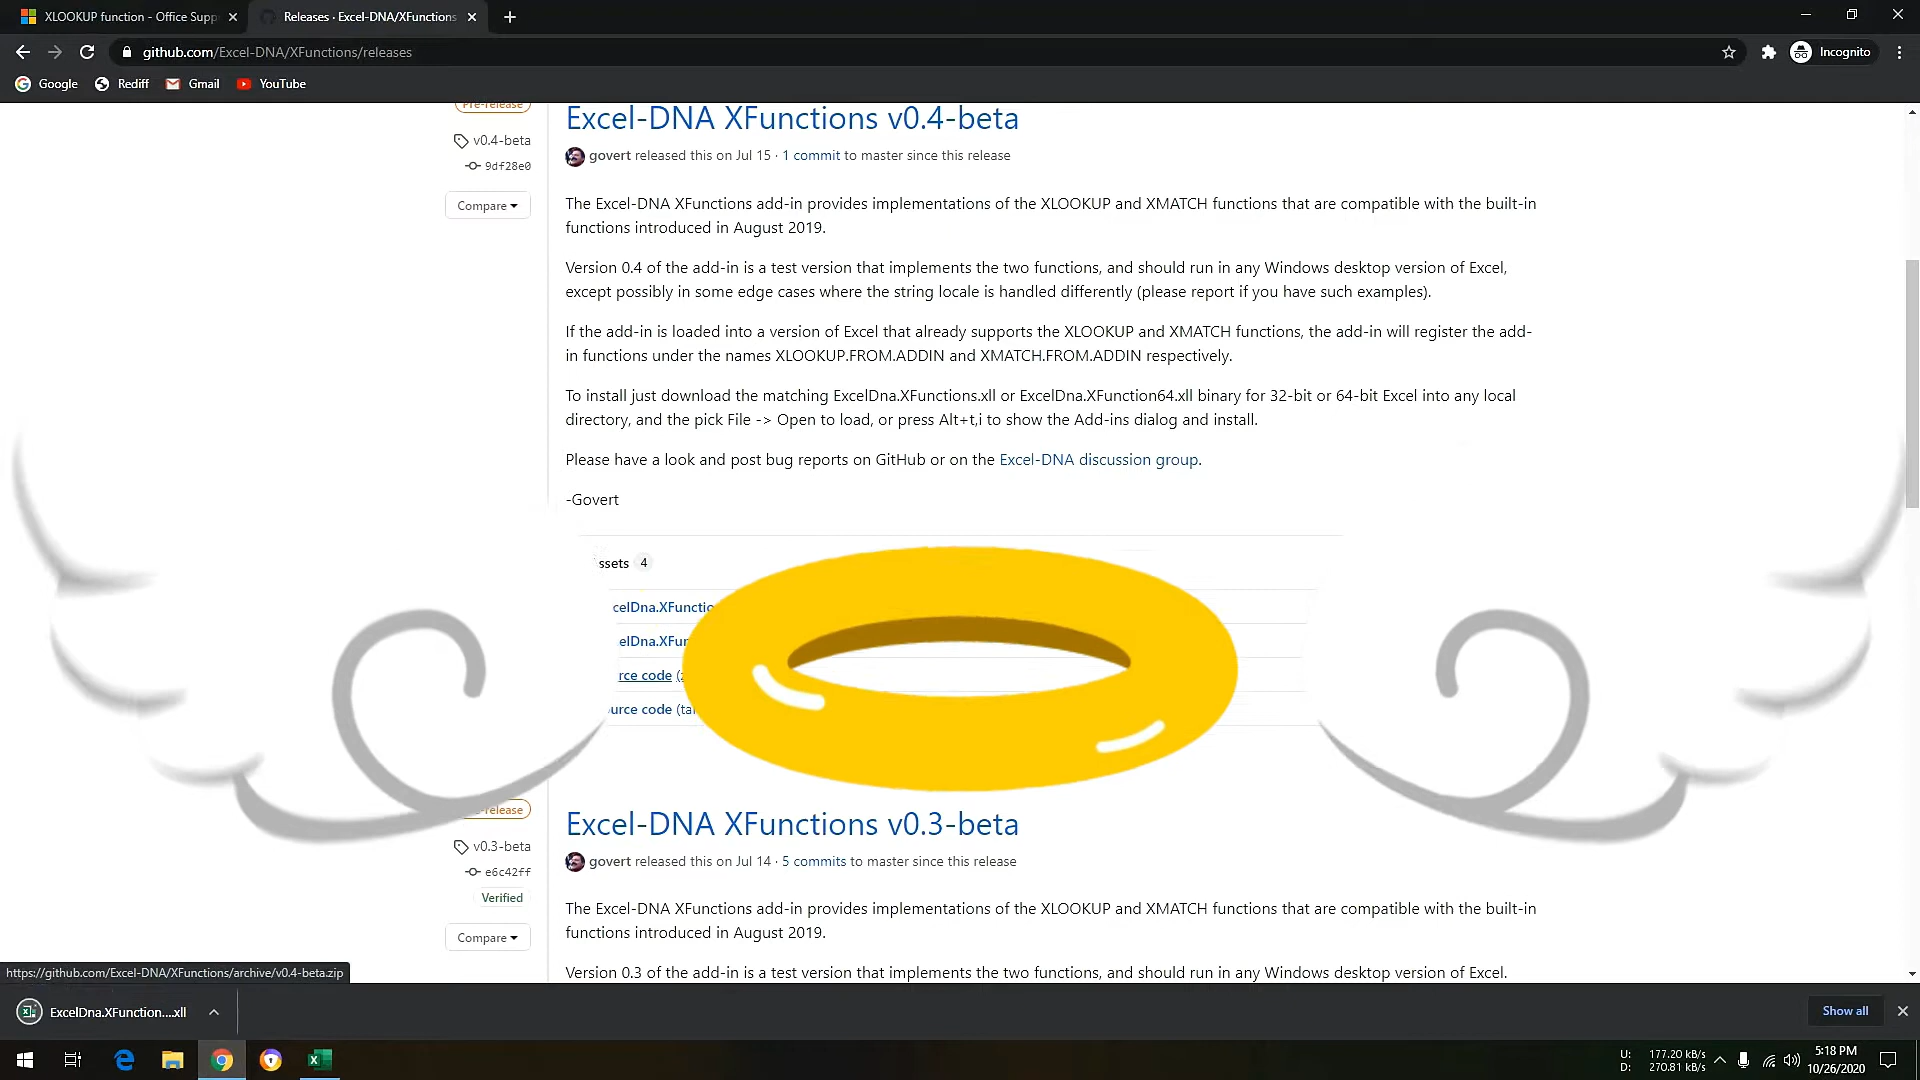 XLOOKUP function - Office Supp
Releases · Excel-DNA/XFunctions
github.com/Excel-DNA/XFunctions/releases
Incognito
Google
Rediff
Gmail
YouTube
Pre-release
Excel-DNA XFunctions v0.4-beta
v0.4-beta
govert released this on Jul 15 · 1 commit to master since this release
9df28e0
Compare
The Excel-DNA XFunctions add-in provides implementations of the XLOOKUP and XMATCH functions that are compatible with the built-in
functions introduced in August 2019.
Version 0.4 of the add-in is a test version that implements the two functions, and should run in any Windows desktop version of Excel,
except possibly in some edge cases where the string locale is handled differently (please report if you have such examples).
If the add-in is loaded into a version of Excel that already supports the XLOOKUP and XMATCH functions, the add-in will register the add-
in functions under the names XLOOKUP.FROM.ADDIN and XMATCH.FROM.ADDIN respectively.
To install just download the matching ExcelDna.XFunctions.xll or ExcelDna.XFunction64.xll binary for 32-bit or 64-bit Excel into any local
directory, and the pick File -> Open to load, or press Alt+t,i to show the Add-ins dialog and install.
Please have a look and post bug reports on GitHub or on the Excel-DNA discussion group.
-Govert
ssets 4
celDna.XFunctio
elDna.XFun
rce code (z
urce code (tar
-release
Excel-DNA XFunctions v0.3-beta
v0.3-beta
govert released this on Jul 14 · 5 commits to master since this release
e6c42ff
Verified
The Excel-DNA XFunctions add-in provides implementations of the XLOOKUP and XMATCH functions that are compatible with the built-in
functions introduced in August 2019.
Compare
Version 0.3 of the add-in is a test version that implements the two functions, and should run in any Windows desktop version of Excel.
https://github.com/Excel-DNA/XFunctions/archive/v0.4-beta.zip
ExcelDna.XFunction....xll
Show all
U: 177.20 kB/s
D: 270.81 kB/s
5:18 PM
10/26/2020